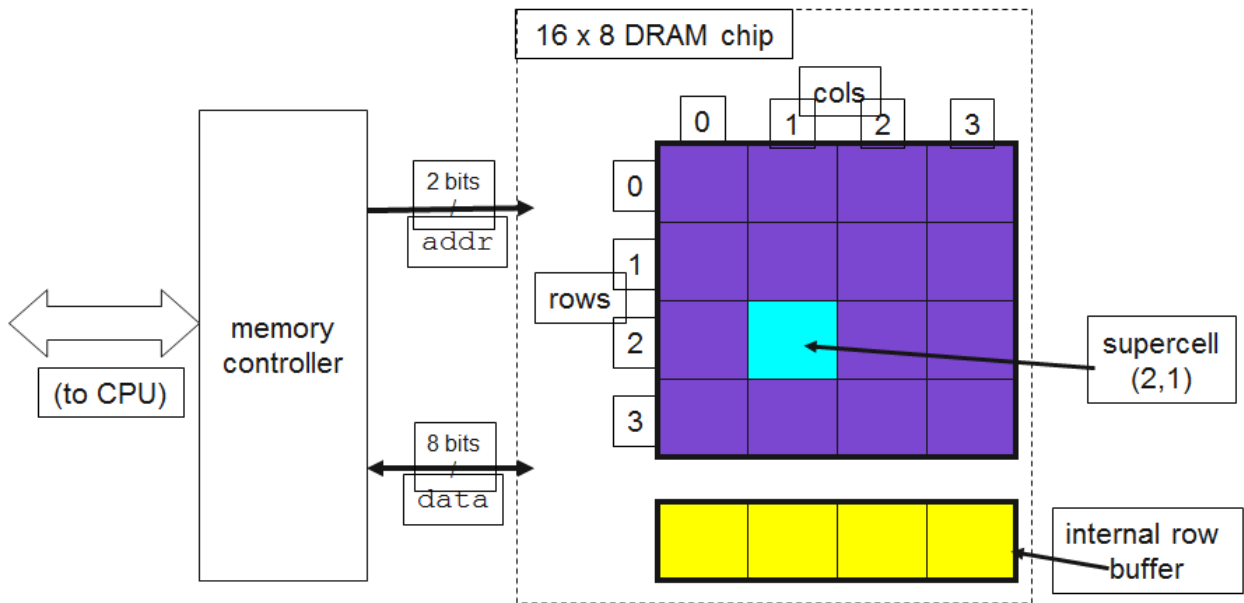 16 x 8 DRAM chip
cols
0 1 2 3
2 bits
/
addr
0
1
rows
2
3
memory
controller
(to CPU)
supercell
(2,1)
8 bits
/
data
internal row
buffer